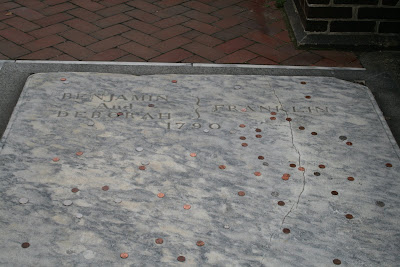 BENJAMIN
And
DEBORAH
FRANKLIN
1790